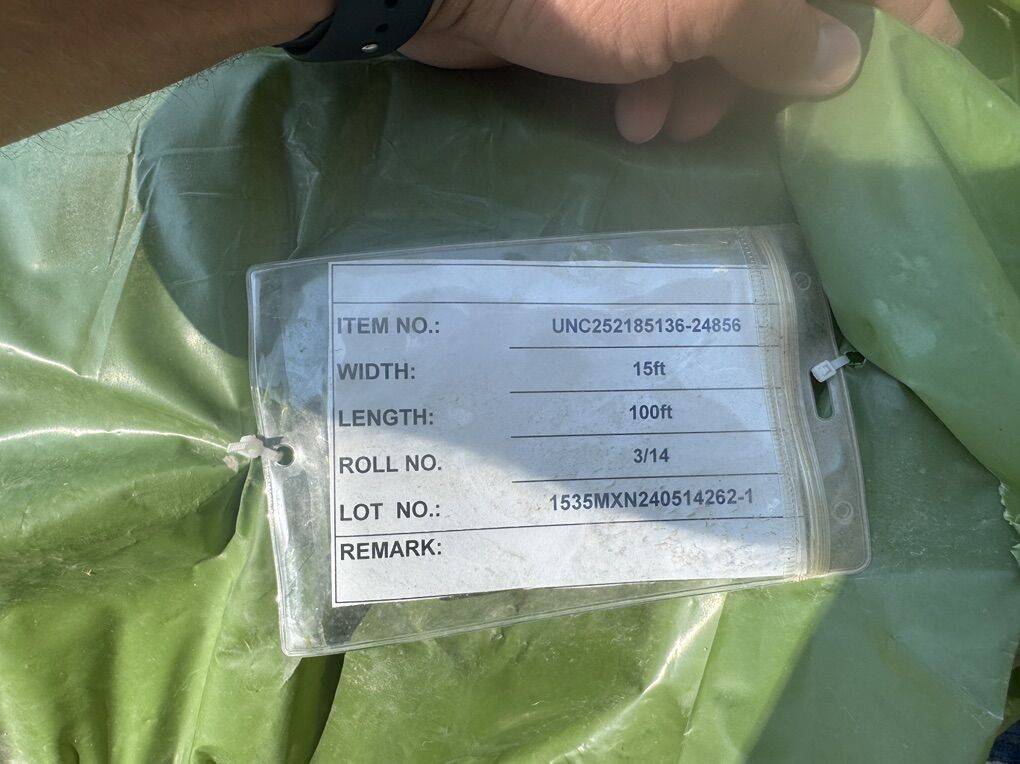 ITEM NO.: UNC252185136-24856
WIDTH: 15ft
LENGTH: 100ft
ROLL NO. 3/14
LOT NO.: 1535MXN240514262-1
REMARK: